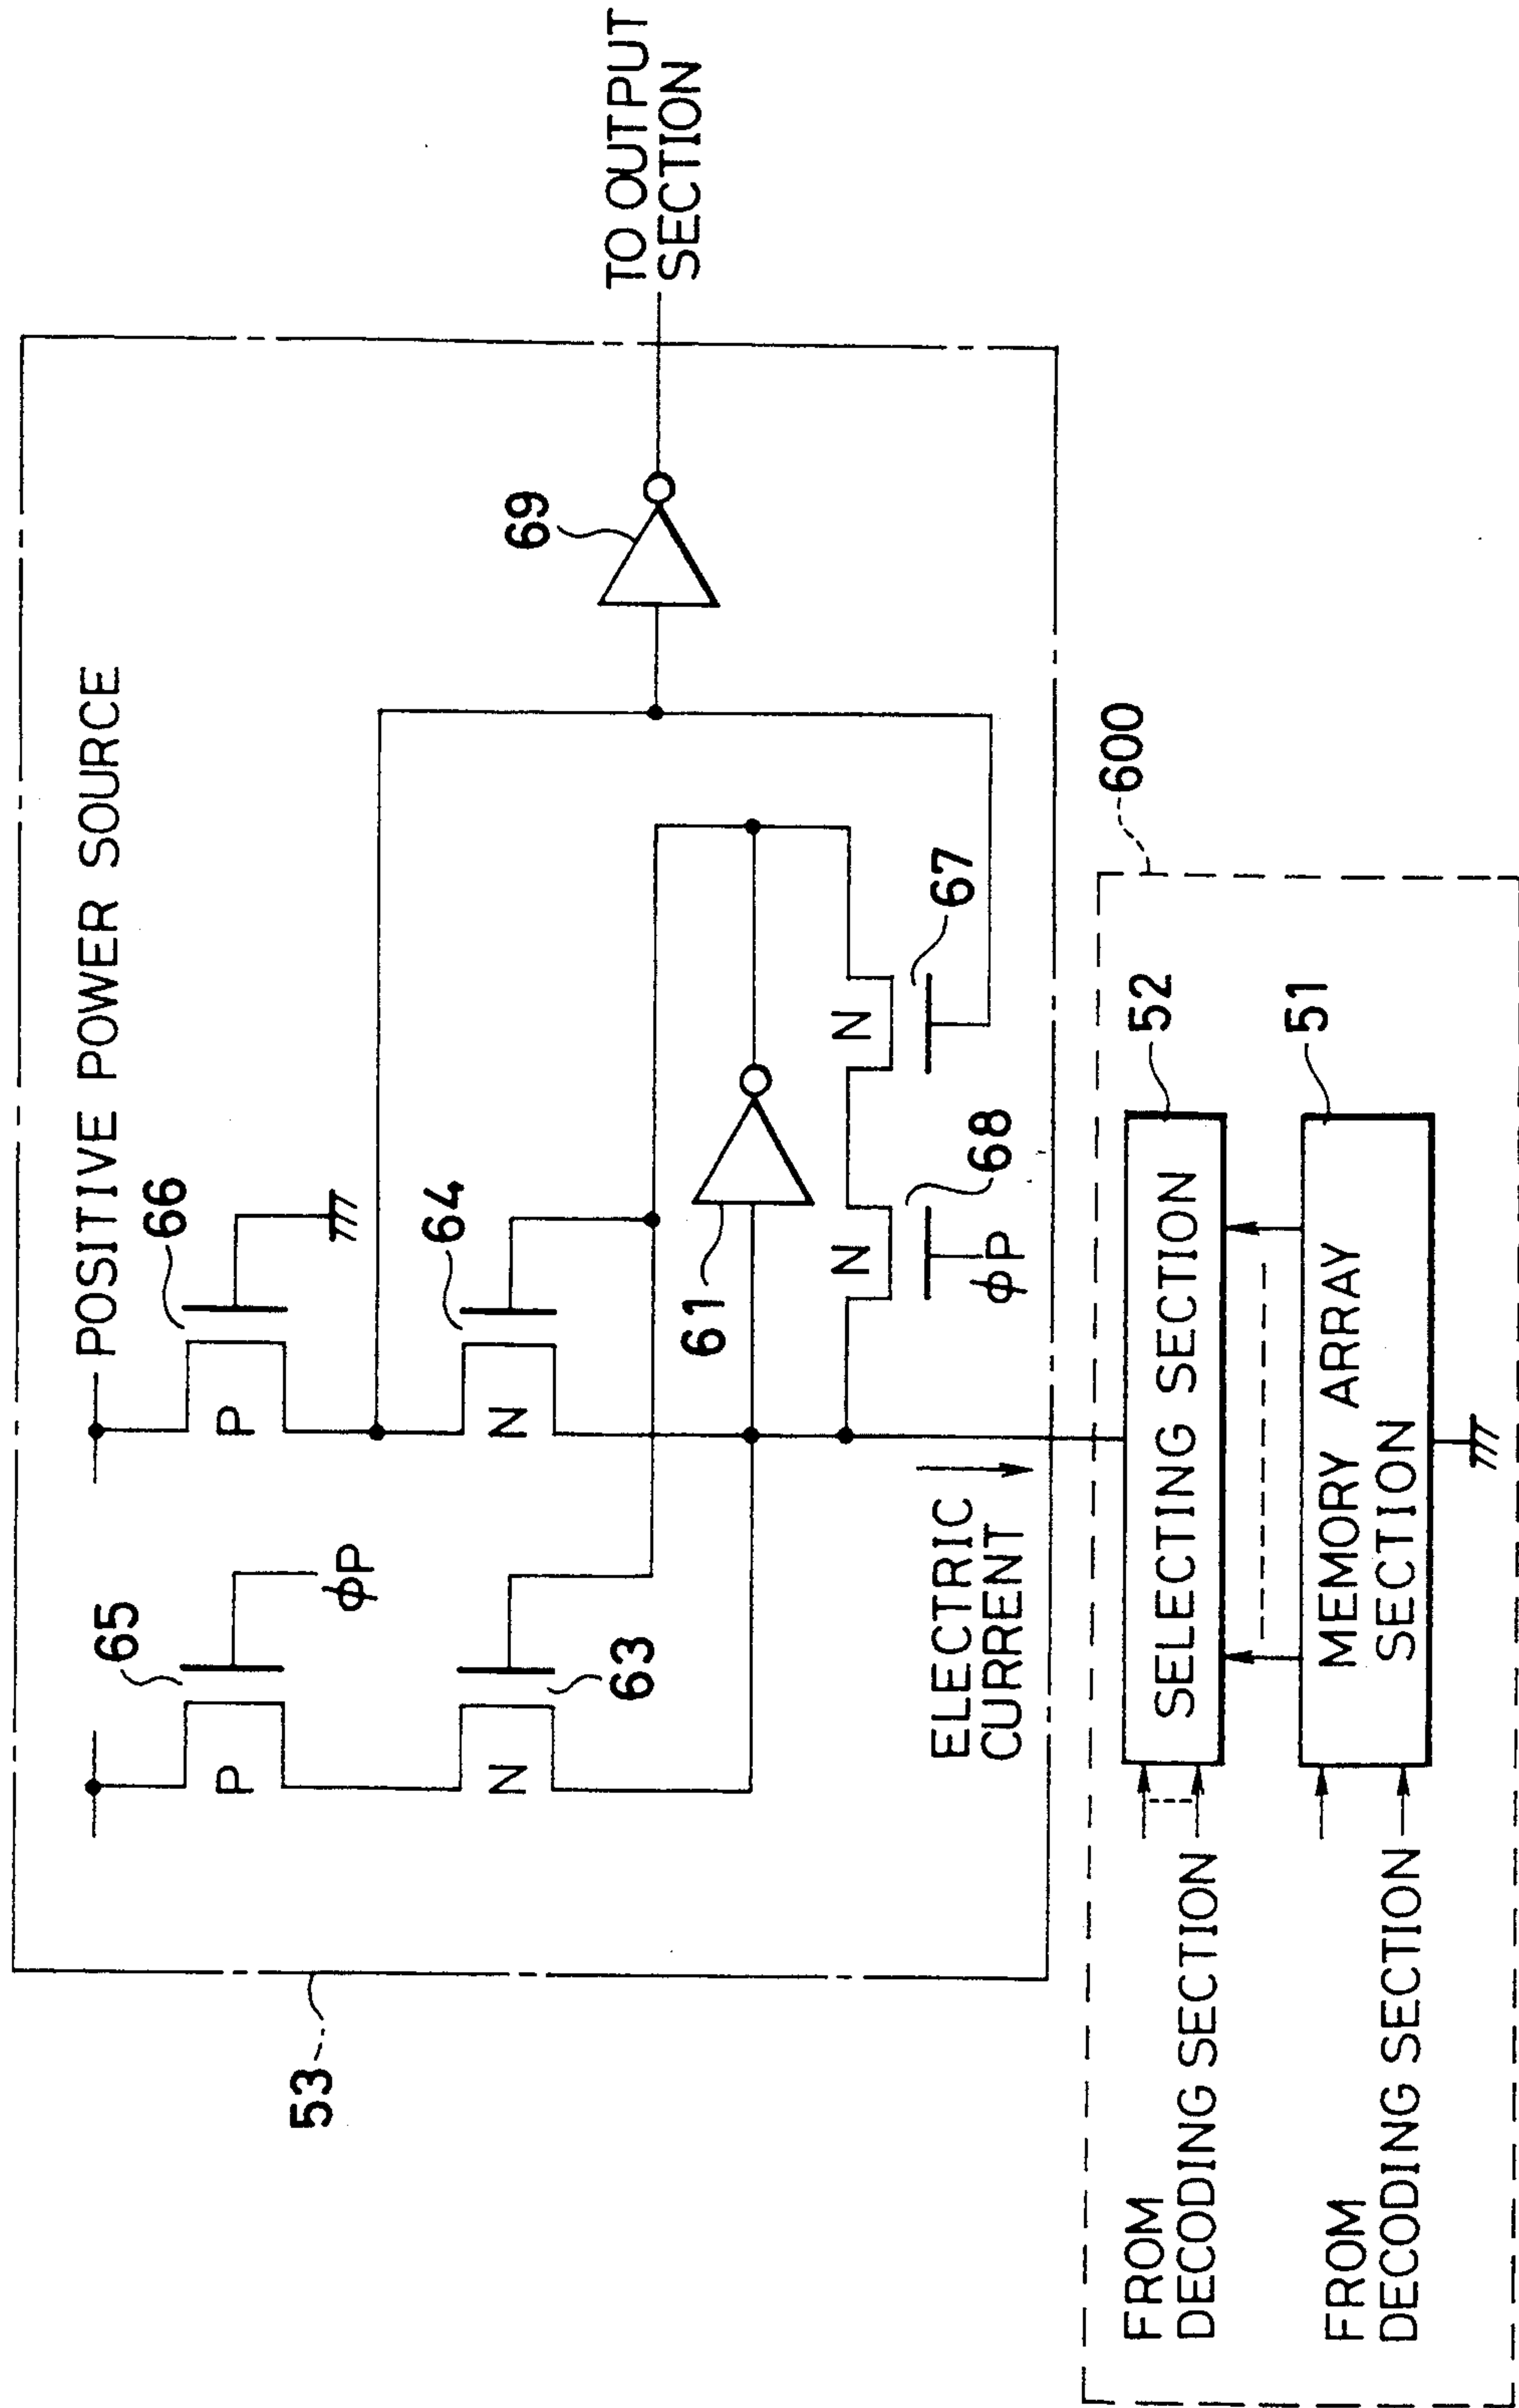 POSITIVE POWER SOURCE
65
66
P
P
φP
63
64
N
N
61
69
TO OUTPUT
SECTION
N
N
68
67
φP
ELECTRIC
CURRENT
53
600
FROM
DECODING SECTION
SELECTING SECTION
52
FROM
DECODING SECTION
MEMORY ARRAY
SECTION
51